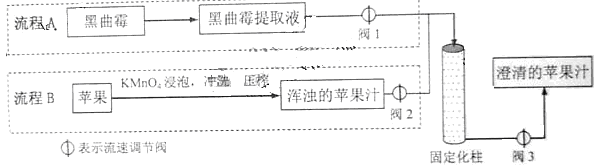 流程A
黑曲霉
黑曲霉提取液
阀1
流程B
苹果
KMnO₄浸泡，冲洗 压榨
浑浊的苹果汁
阀2
固定化柱
阀3
澄清的苹果汁
表示流速调节阀